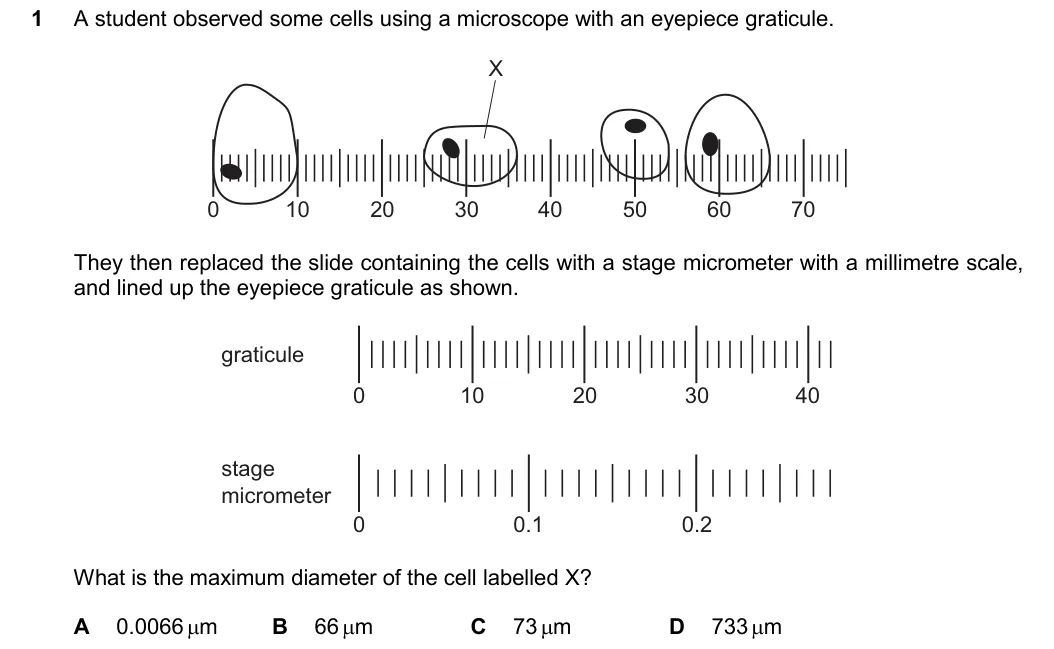 1 A student observed some cells using a microscope with an eyepiece graticule.
X
0 10 20 30 40 50 60 70
They then replaced the slide containing the cells with a stage micrometer with a millimetre scale,
and lined up the eyepiece graticule as shown.
graticule
0 10 20 30 40
stage
micrometer
0 0.1 0.2
What is the maximum diameter of the cell labelled X?
A 0.0066 μm B 66 μm C 73 μm D 733 μm